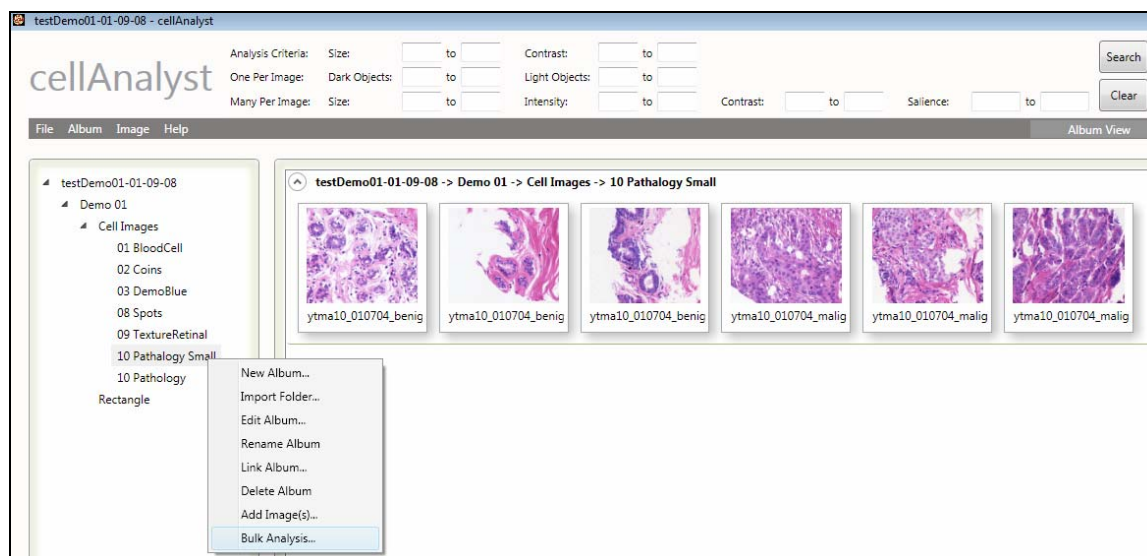 testDemo01-01-09-08 - cellAnalyst
cellAnalyst
Analysis Criteria: Size: to Contrast: to
One Per Image: Dark Objects: to Light Objects: to
Many Per Image: Size: to Intensity: to Contrast: to Salience: to
Search
Clear
File Album Image Help Album View
testDemo01-01-09-08
Demo 01
Cell Images
01 BloodCell
02 Coins
03 DemoBlue
08 Spots
09 TextureRetinal
10 Pathalogy Small
10 Pathology
Rectangle
New Album...
Import Folder...
Edit Album...
Rename Album
Link Album...
Delete Album
Add Image(s)...
Bulk Analysis...
testDemo01-01-09-08 -> Demo 01 -> Cell Images -> 10 Pathalogy Small
ytma10_010704_benig ytma10_010704_benig ytma10_010704_benig ytma10_010704_malig ytma10_010704_malig ytma10_010704_malig